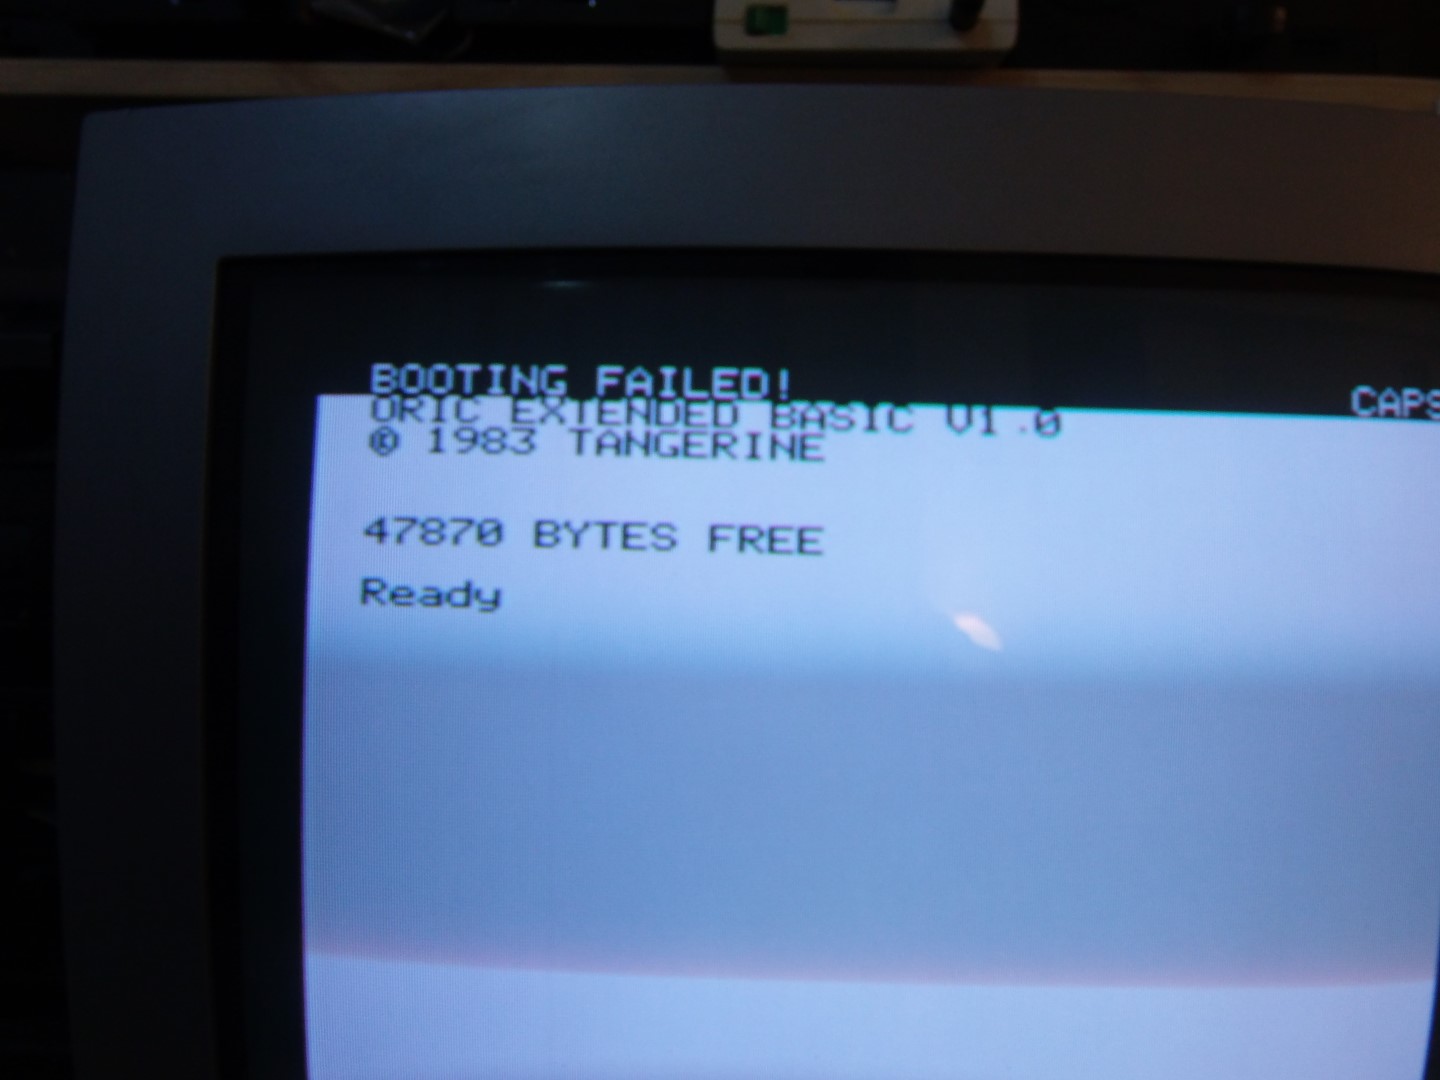 BOOTING FAILED!
CAPS
ORIC EXTENDED BASIC V1.0
© 1983 TANGERINE
47870 BYTES FREE
Ready